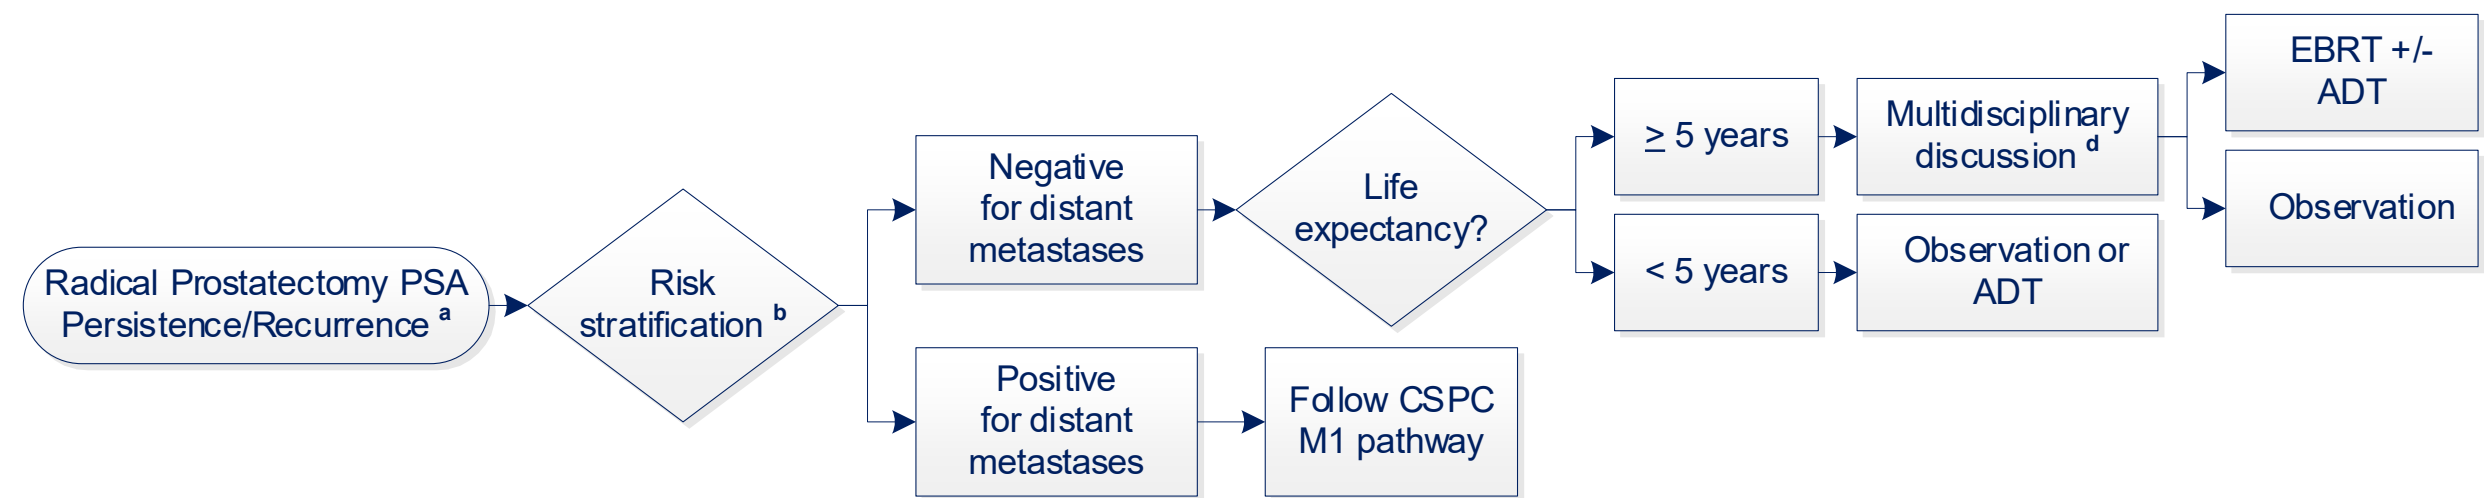 Radical Prostatectomy PSA
Persistence/Recurrence a
Risk
stratification b
Negative
for distant
metastases
Positive
for distant
metastases
Follow CSPC
M1 pathway
Life
expectancy?
≥ 5 years
< 5 years
Multidisciplinary
discussion d
Observation or
ADT
EBRT +/-
ADT
Observation